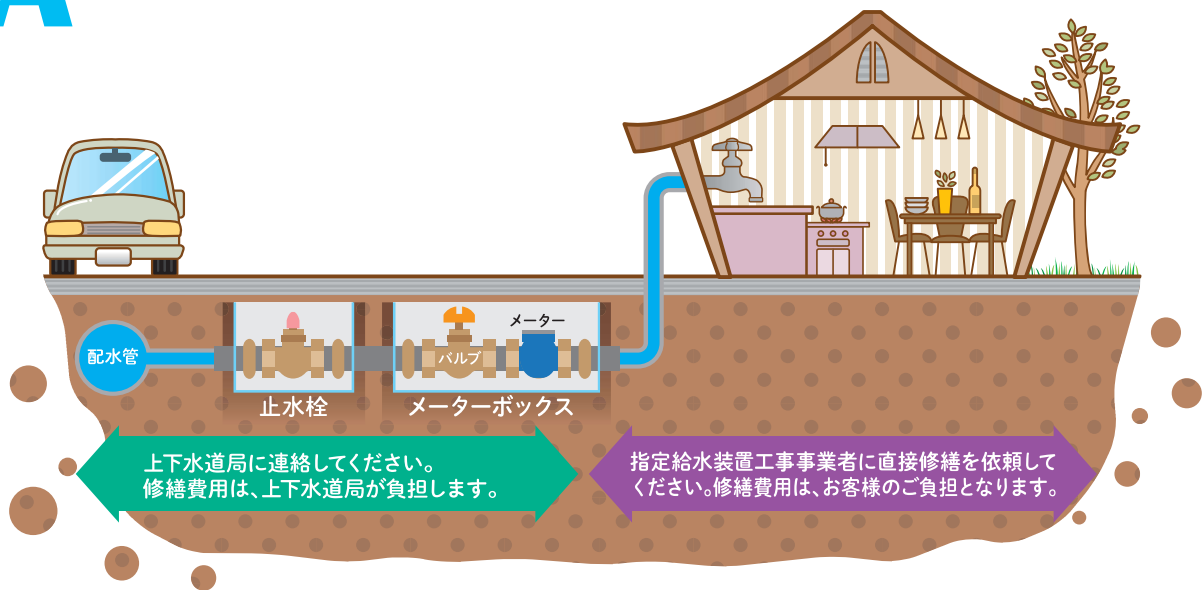 メーター
配水管
バルブ
止水栓
メーターボックス
上下水道局に連絡してください。
修繕費用は、上下水道局が負担します。
指定給水装置工事事業者に直接修繕を依頼して
ください。修繕費用は、お客様のご負担となります。